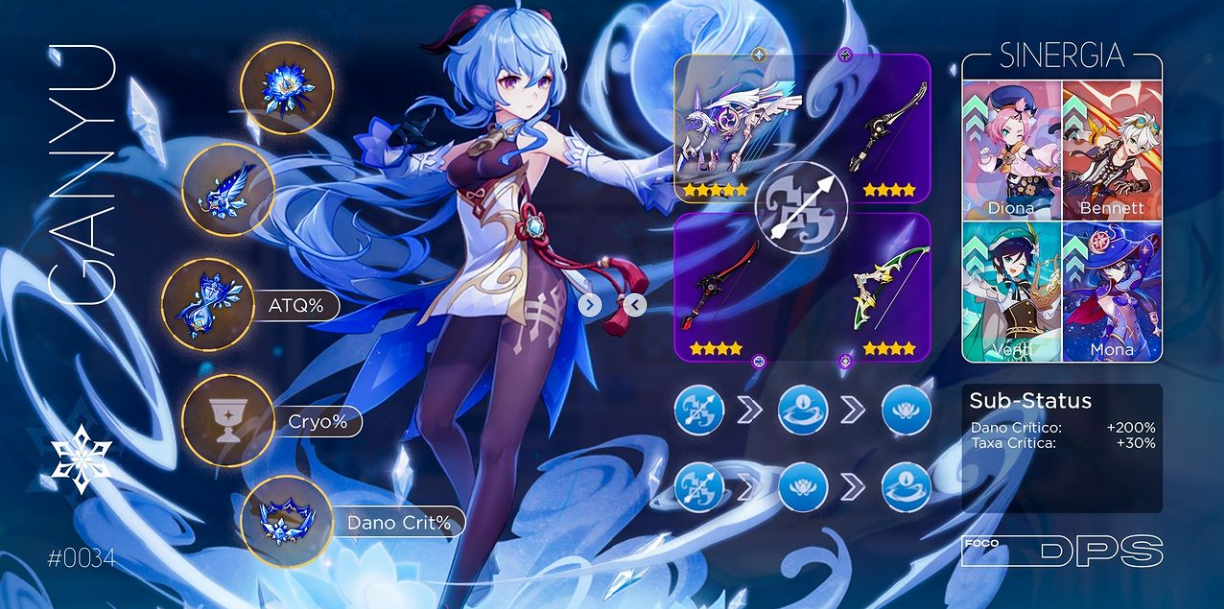 GANYU
#0034
ATQ%
Cryo%
Dano Crit%
SINERGIA
Diona
Bennett
Venti
Mona
Sub-Status
Dano Crítico: +200%
Taxa Crítica: +30%
FOCO
DPS